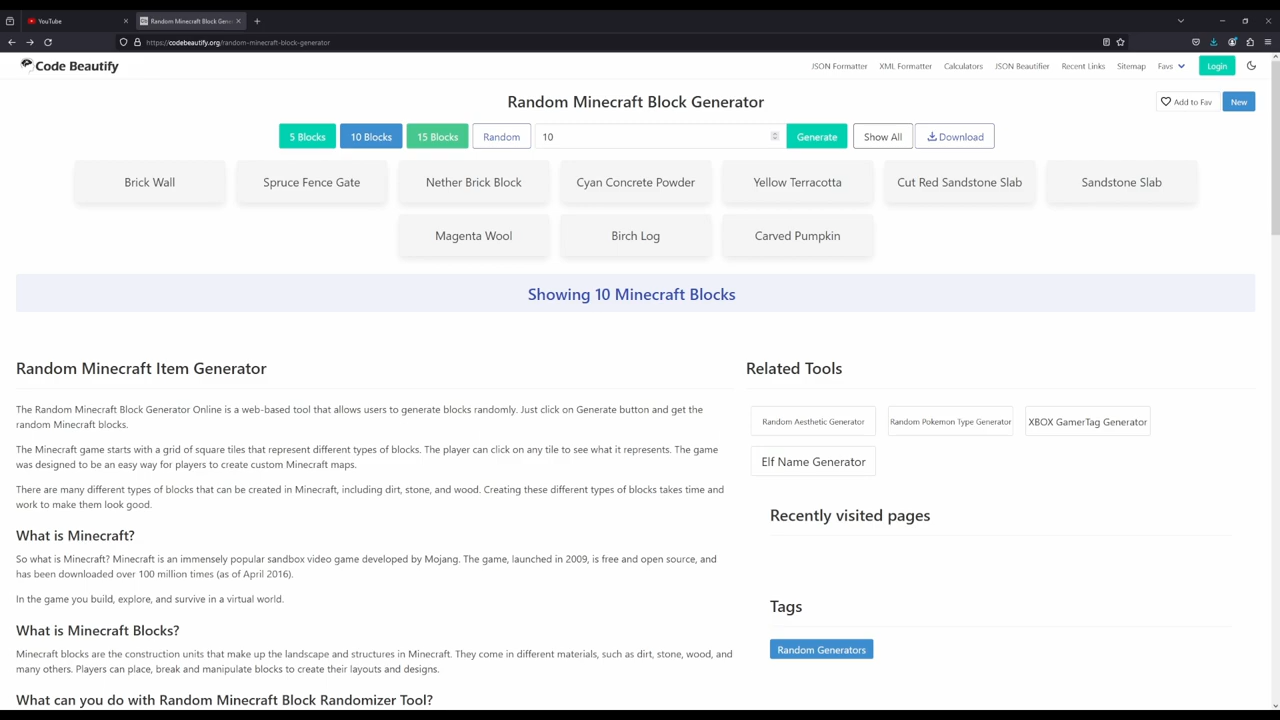 YouTube
Random Minecraft Block Gene
https://codebeautify.org/random-minecraft-block-generator
Code Beautify
JSON Formatter
XML Formatter
Calculators
JSON Beautifier
Recent Links
Sitemap
Favs
Login
Random Minecraft Block Generator
Add to Fav
New
5 Blocks
10 Blocks
15 Blocks
Random
10
Generate
Show All
Download
Brick Wall
Spruce Fence Gate
Nether Brick Block
Cyan Concrete Powder
Yellow Terracotta
Cut Red Sandstone Slab
Sandstone Slab
Magenta Wool
Birch Log
Carved Pumpkin
Showing 10 Minecraft Blocks
Random Minecraft Item Generator
The Random Minecraft Block Generator Online is a web-based tool that allows users to generate blocks randomly. Just click on Generate button and get the
random Minecraft blocks.
The Minecraft game starts with a grid of square tiles that represent different types of blocks. The player can click on any tile to see what it represents. The game
was designed to be an easy way for players to create custom Minecraft maps.
There are many different types of blocks that can be created in Minecraft, including dirt, stone, and wood. Creating these different types of blocks takes time and
work to make them look good.
What is Minecraft?
So what is Minecraft? Minecraft is an immensely popular sandbox video game developed by Mojang. The game, launched in 2009, is free and open source, and
has been downloaded over 100 million times (as of April 2016).
In the game you build, explore, and survive in a virtual world.
What is Minecraft Blocks?
Minecraft blocks are the construction units that make up the landscape and structures in Minecraft. They come in different materials, such as dirt, stone, wood, and
many others. Players can place, break and manipulate blocks to create their layouts and designs.
What can you do with Random Minecraft Block Randomizer Tool?
Related Tools
Random Aesthetic Generator
Random Pokemon Type Generator
XBOX GamerTag Generator
Elf Name Generator
Recently visited pages
Tags
Random Generators